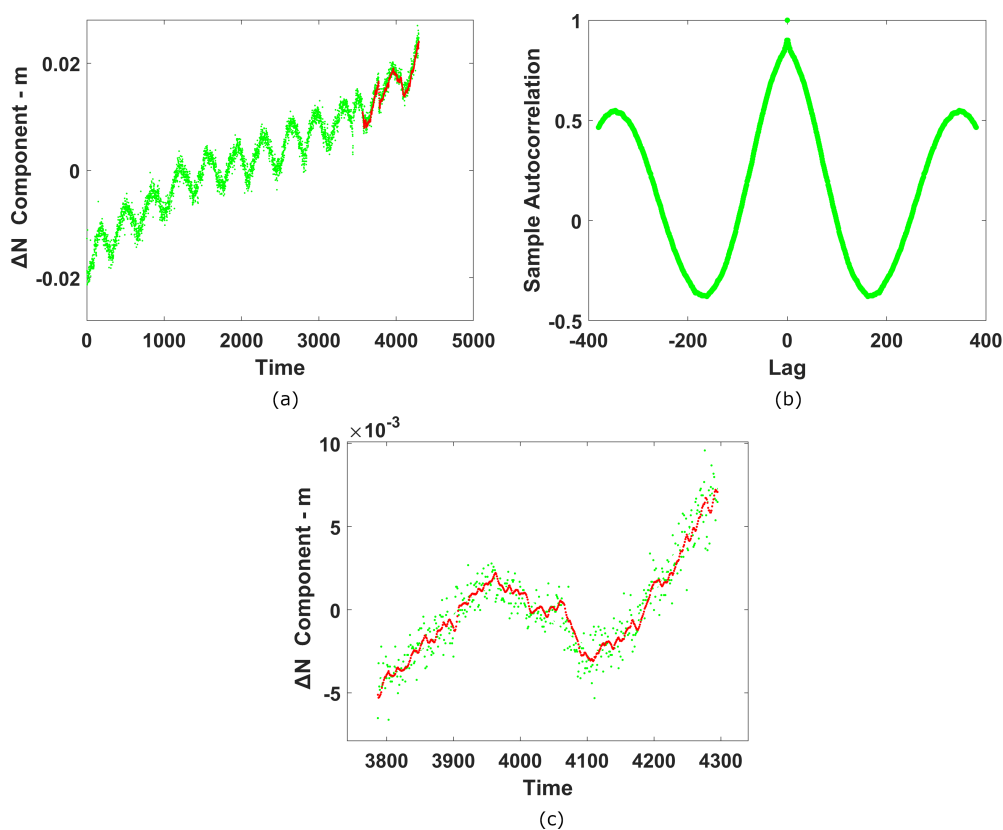 0.02
0
-0.02
ΔN Component - m
0 1000 2000 3000 4000 5000
Time
(a)
1
0.5
0
-0.5
Sample Autocorrelation
-400 -200 0 200 400
Lag
(b)
×10-3
10
5
0
-5
ΔN Component - m
3800 3900 4000 4100 4200 4300
Time
(c)